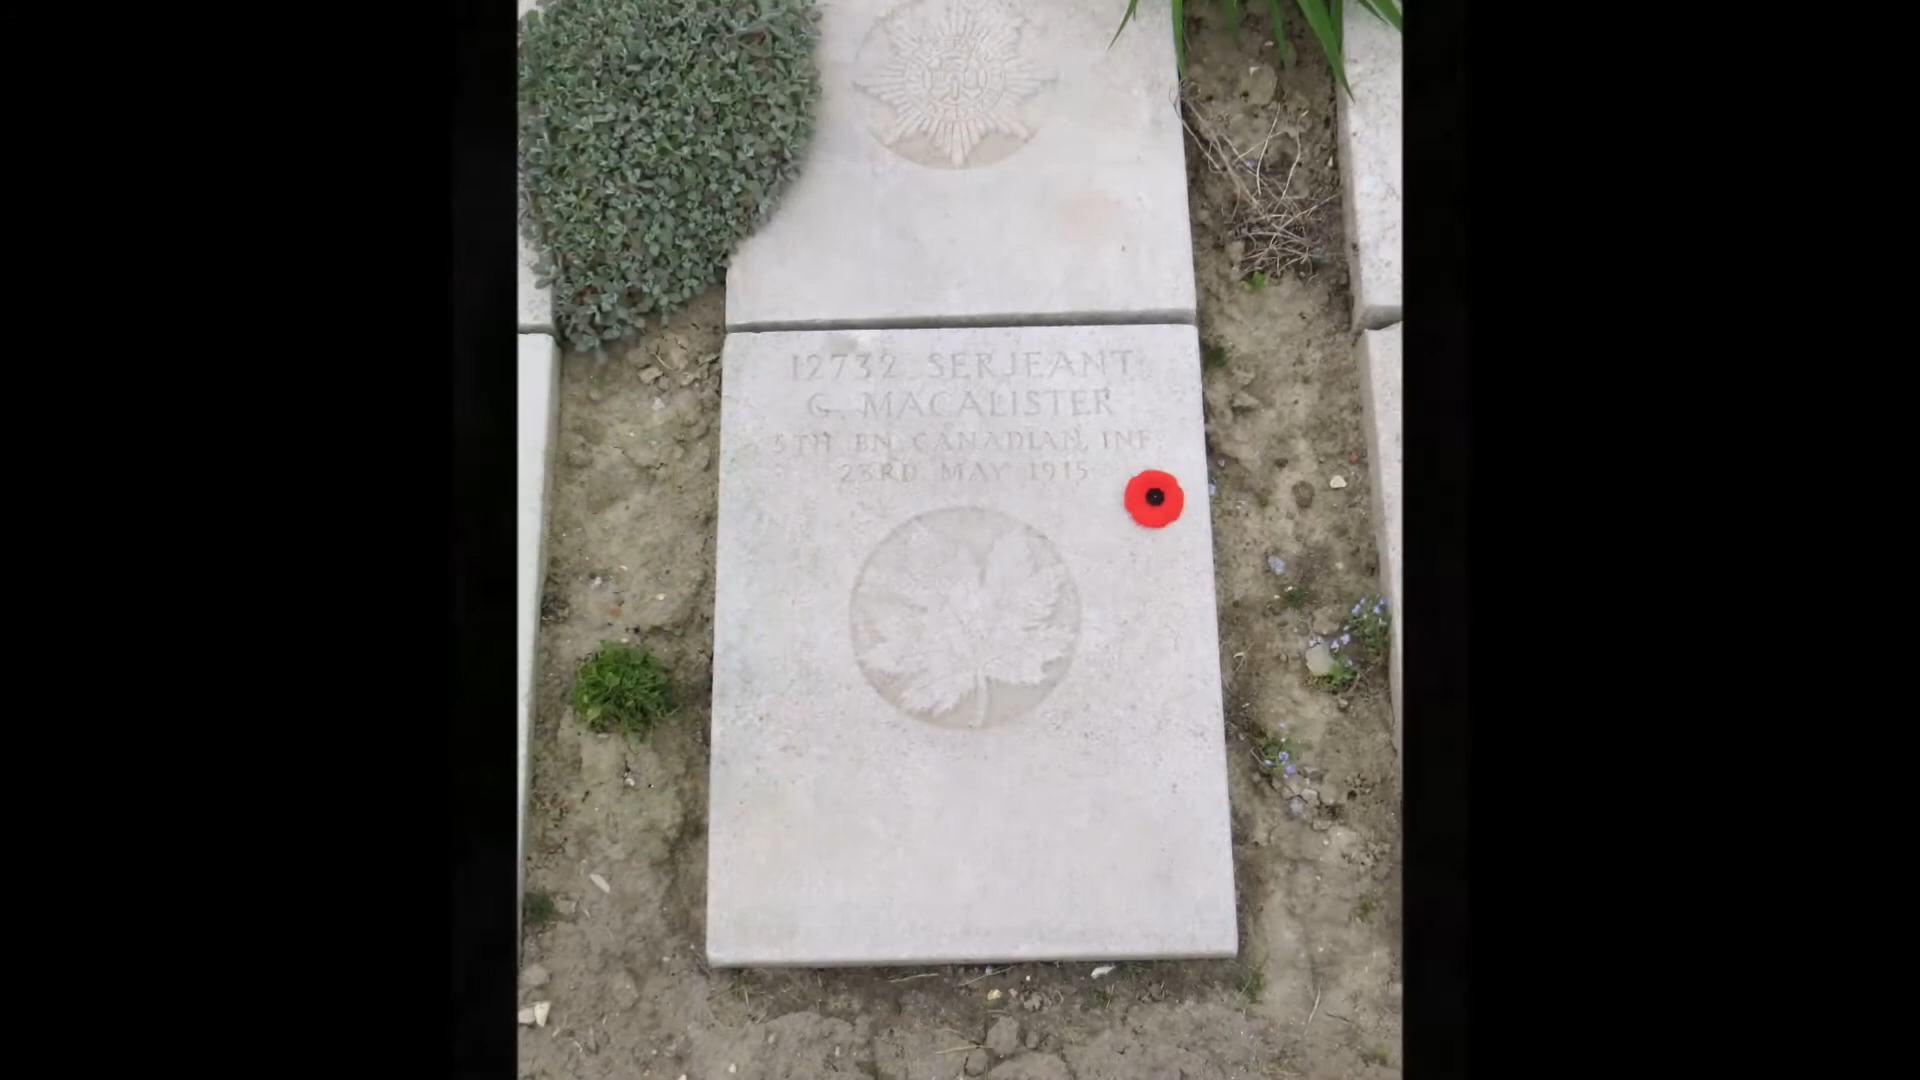 12732 SERJEANT
G. MACALISTER
5TH BN. CANADIAN INF.
23RD MAY 1915